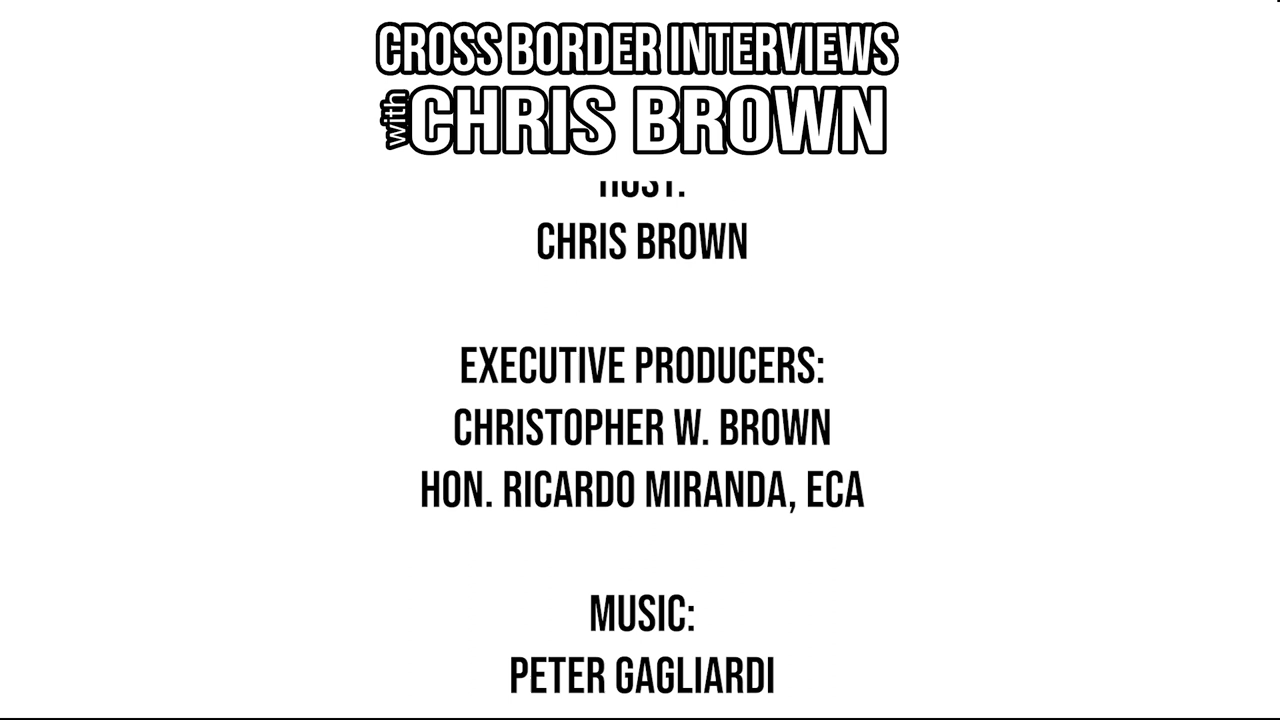 CROSS BORDER INTERVIEWS
with CHRIS BROWN
HOST:
CHRIS BROWN
EXECUTIVE PRODUCERS:
CHRISTOPHER W. BROWN
HON. RICARDO MIRANDA, ECA
MUSIC:
PETER GAGLIARDI